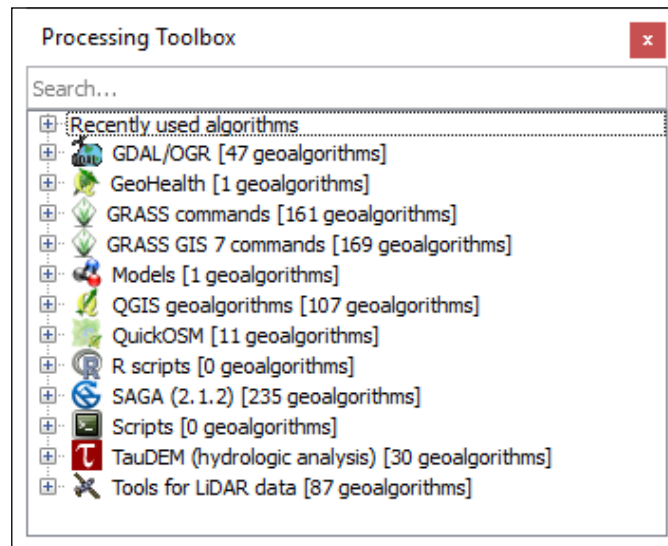 Processing Toolbox
x
Search...
Recently used algorithms
GDAL/OGR [47 geoalgorithms]
GeoHealth [1 geoalgorithms]
GRASS commands [161 geoalgorithms]
GRASS GIS 7 commands [169 geoalgorithms]
Models [1 geoalgorithms]
QGIS geoalgorithms [107 geoalgorithms]
QuickOSM [11 geoalgorithms]
R scripts [0 geoalgorithms]
SAGA (2.1.2) [235 geoalgorithms]
Scripts [0 geoalgorithms]
TauDEM (hydrologic analysis) [30 geoalgorithms]
Tools for LiDAR data [87 geoalgorithms]